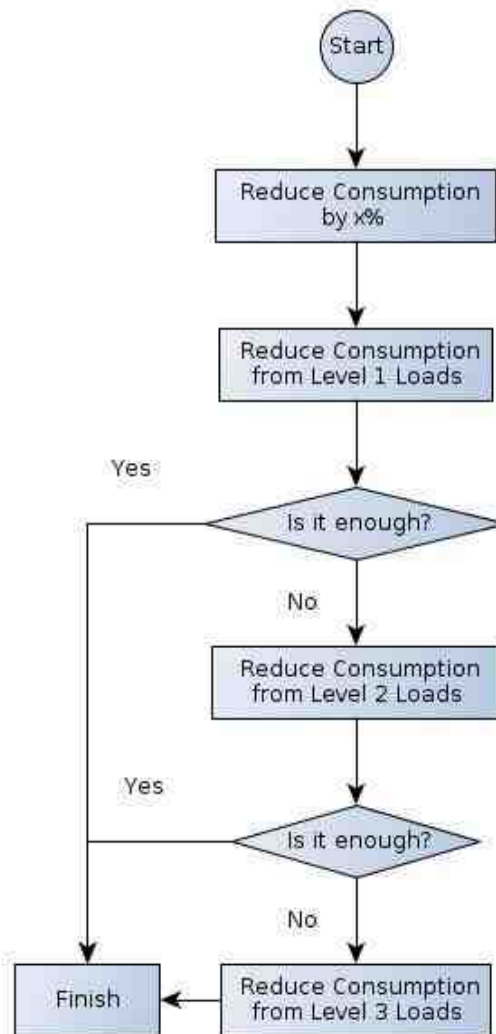 Start
Reduce Consumption
by x%
Reduce Consumption
from Level 1 Loads
Yes
Is it enough?
No
Reduce Consumption
from Level 2 Loads
Yes
Is it enough?
No
Finish
Reduce Consumption
from Level 3 Loads